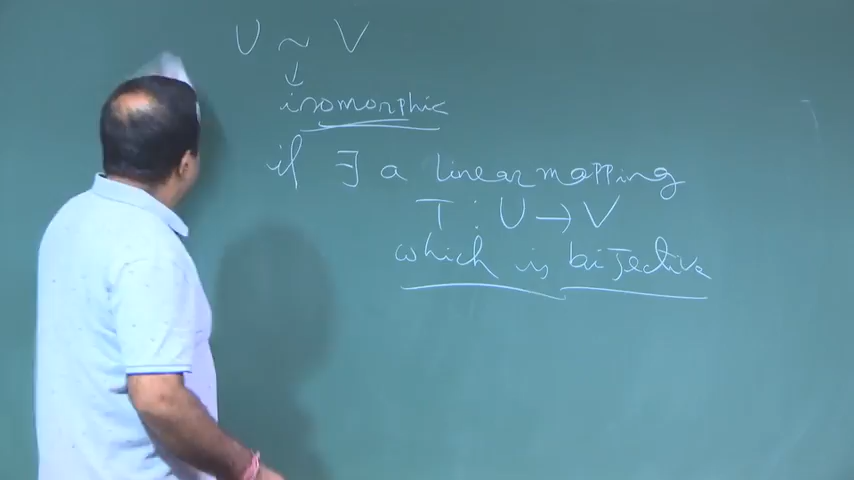 U ~ V
↓
isomorphic
if ∃ a linear mapping
T : U → V
which is bijective